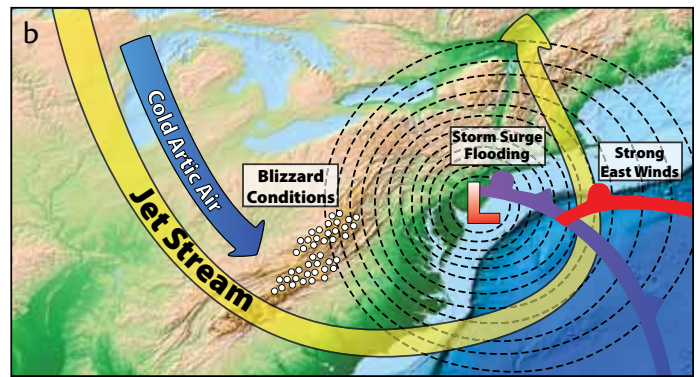 b
Cold Artic Air
Jet Stream
Blizzard
Conditions
Storm Surge
Flooding
Strong
East Winds
L